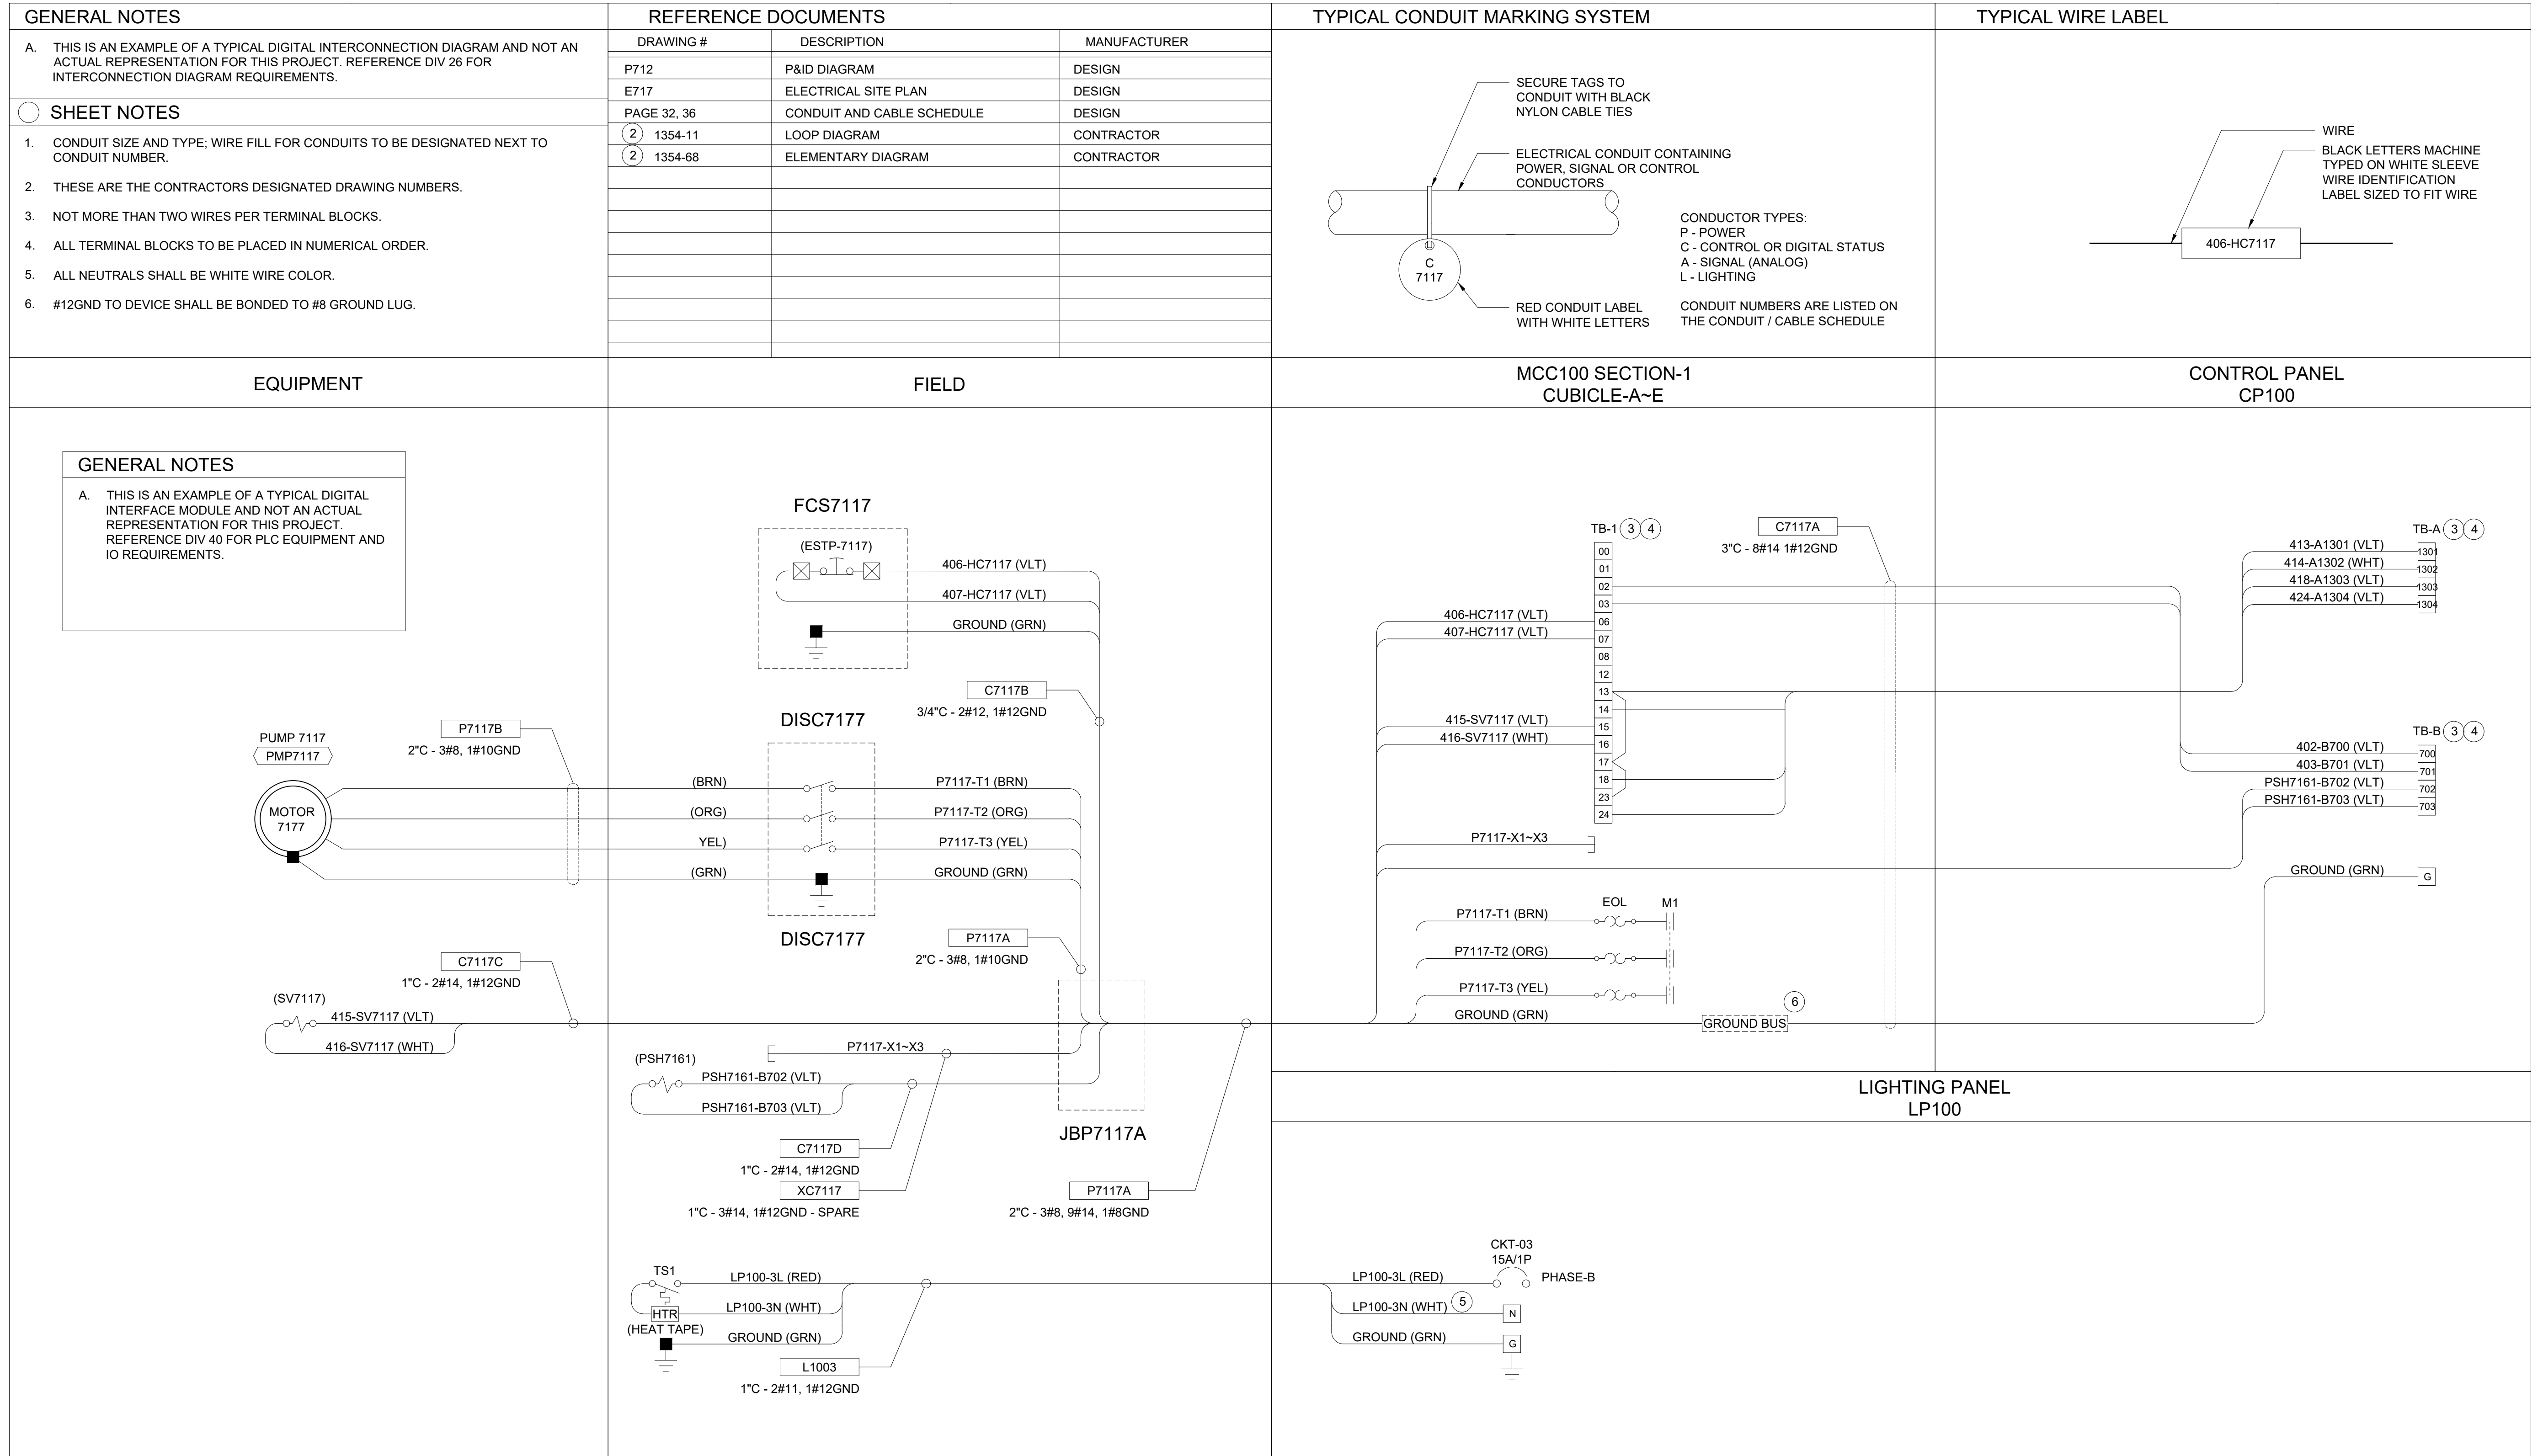 GENERAL NOTES
A. THIS IS AN EXAMPLE OF A TYPICAL DIGITAL INTERCONNECTION DIAGRAM AND NOT AN
ACTUAL REPRESENTATION FOR THIS PROJECT. REFERENCE DIV 26 FOR
INTERCONNECTION DIAGRAM REQUIREMENTS.
SHEET NOTES
1. CONDUIT SIZE AND TYPE; WIRE FILL FOR CONDUITS TO BE DESIGNATED NEXT TO
CONDUIT NUMBER.
2. THESE ARE THE CONTRACTORS DESIGNATED DRAWING NUMBERS.
3. NOT MORE THAN TWO WIRES PER TERMINAL BLOCKS.
4. ALL TERMINAL BLOCKS TO BE PLACED IN NUMERICAL ORDER.
5. ALL NEUTRALS SHALL BE WHITE WIRE COLOR.
6. #12GND TO DEVICE SHALL BE BONDED TO #8 GROUND LUG.
REFERENCE DOCUMENTS
DRAWING # DESCRIPTION MANUFACTURER
P712 P&ID DIAGRAM DESIGN
E717 ELECTRICAL SITE PLAN DESIGN
PAGE 32, 36 CONDUIT AND CABLE SCHEDULE DESIGN
2 1354-11 LOOP DIAGRAM CONTRACTOR
2 1354-68 ELEMENTARY DIAGRAM CONTRACTOR
TYPICAL CONDUIT MARKING SYSTEM
SECURE TAGS TO
CONDUIT WITH BLACK
NYLON CABLE TIES
ELECTRICAL CONDUIT CONTAINING
POWER, SIGNAL OR CONTROL
CONDUCTORS
C
7117
CONDUCTOR TYPES:
P - POWER
C - CONTROL OR DIGITAL STATUS
A - SIGNAL (ANALOG)
L - LIGHTING
RED CONDUIT LABEL
WITH WHITE LETTERS
CONDUIT NUMBERS ARE LISTED ON
THE CONDUIT / CABLE SCHEDULE
TYPICAL WIRE LABEL
WIRE
BLACK LETTERS MACHINE
TYPED ON WHITE SLEEVE
WIRE IDENTIFICATION
LABEL SIZED TO FIT WIRE
406-HC7117
EQUIPMENT
GENERAL NOTES
A. THIS IS AN EXAMPLE OF A TYPICAL DIGITAL
INTERFACE MODULE AND NOT AN ACTUAL
REPRESENTATION FOR THIS PROJECT.
REFERENCE DIV 40 FOR PLC EQUIPMENT AND
IO REQUIREMENTS.
P7117B
2"C - 3#8, 1#10GND
PUMP 7117
PMP7117
MOTOR
7177
C7117C
1"C - 2#14, 1#12GND
(SV7117)
415-SV7117 (VLT)
416-SV7117 (WHT)
FIELD
FCS7117
(ESTP-7117)
406-HC7117 (VLT)
407-HC7117 (VLT)
GROUND (GRN)
C7117B
3/4"C - 2#12, 1#12GND
DISC7177
(BRN) P7117-T1 (BRN)
(ORG) P7117-T2 (ORG)
YEL) P7117-T3 (YEL)
(GRN) GROUND (GRN)
DISC7177
P7117A
2"C - 3#8, 1#10GND
P7117-X1~X3
(PSH7161)
PSH7161-B702 (VLT)
PSH7161-B703 (VLT)
JBP7117A
C7117D
1"C - 2#14, 1#12GND
XC7117
1"C - 3#14, 1#12GND - SPARE
P7117A
2"C - 3#8, 9#14, 1#8GND
TS1
LP100-3L (RED)
HTR
LP100-3N (WHT)
(HEAT TAPE)
GROUND (GRN)
L1003
1"C - 2#11, 1#12GND
MCC100 SECTION-1
CUBICLE-A~E
TB-1 3 4
C7117A
3"C - 8#14 1#12GND
00
01
02
03
406-HC7117 (VLT) 06
407-HC7117 (VLT) 07
08
12
13
14
415-SV7117 (VLT) 15
416-SV7117 (WHT) 16
17
18
23
24
P7117-X1~X3
EOL M1
P7117-T1 (BRN)
P7117-T2 (ORG)
P7117-T3 (YEL)
6
GROUND (GRN)
GROUND BUS
CONTROL PANEL
CP100
TB-A 3 4
413-A1301 (VLT) 1301
414-A1302 (WHT) 1302
418-A1303 (VLT) 1303
424-A1304 (VLT) 1304
TB-B 3 4
402-B700 (VLT) 700
403-B701 (VLT) 701
PSH7161-B702 (VLT) 702
PSH7161-B703 (VLT) 703
GROUND (GRN) G
LIGHTING PANEL
LP100
CKT-03
15A/1P
LP100-3L (RED) PHASE-B
LP100-3N (WHT) 5 N
GROUND (GRN) G